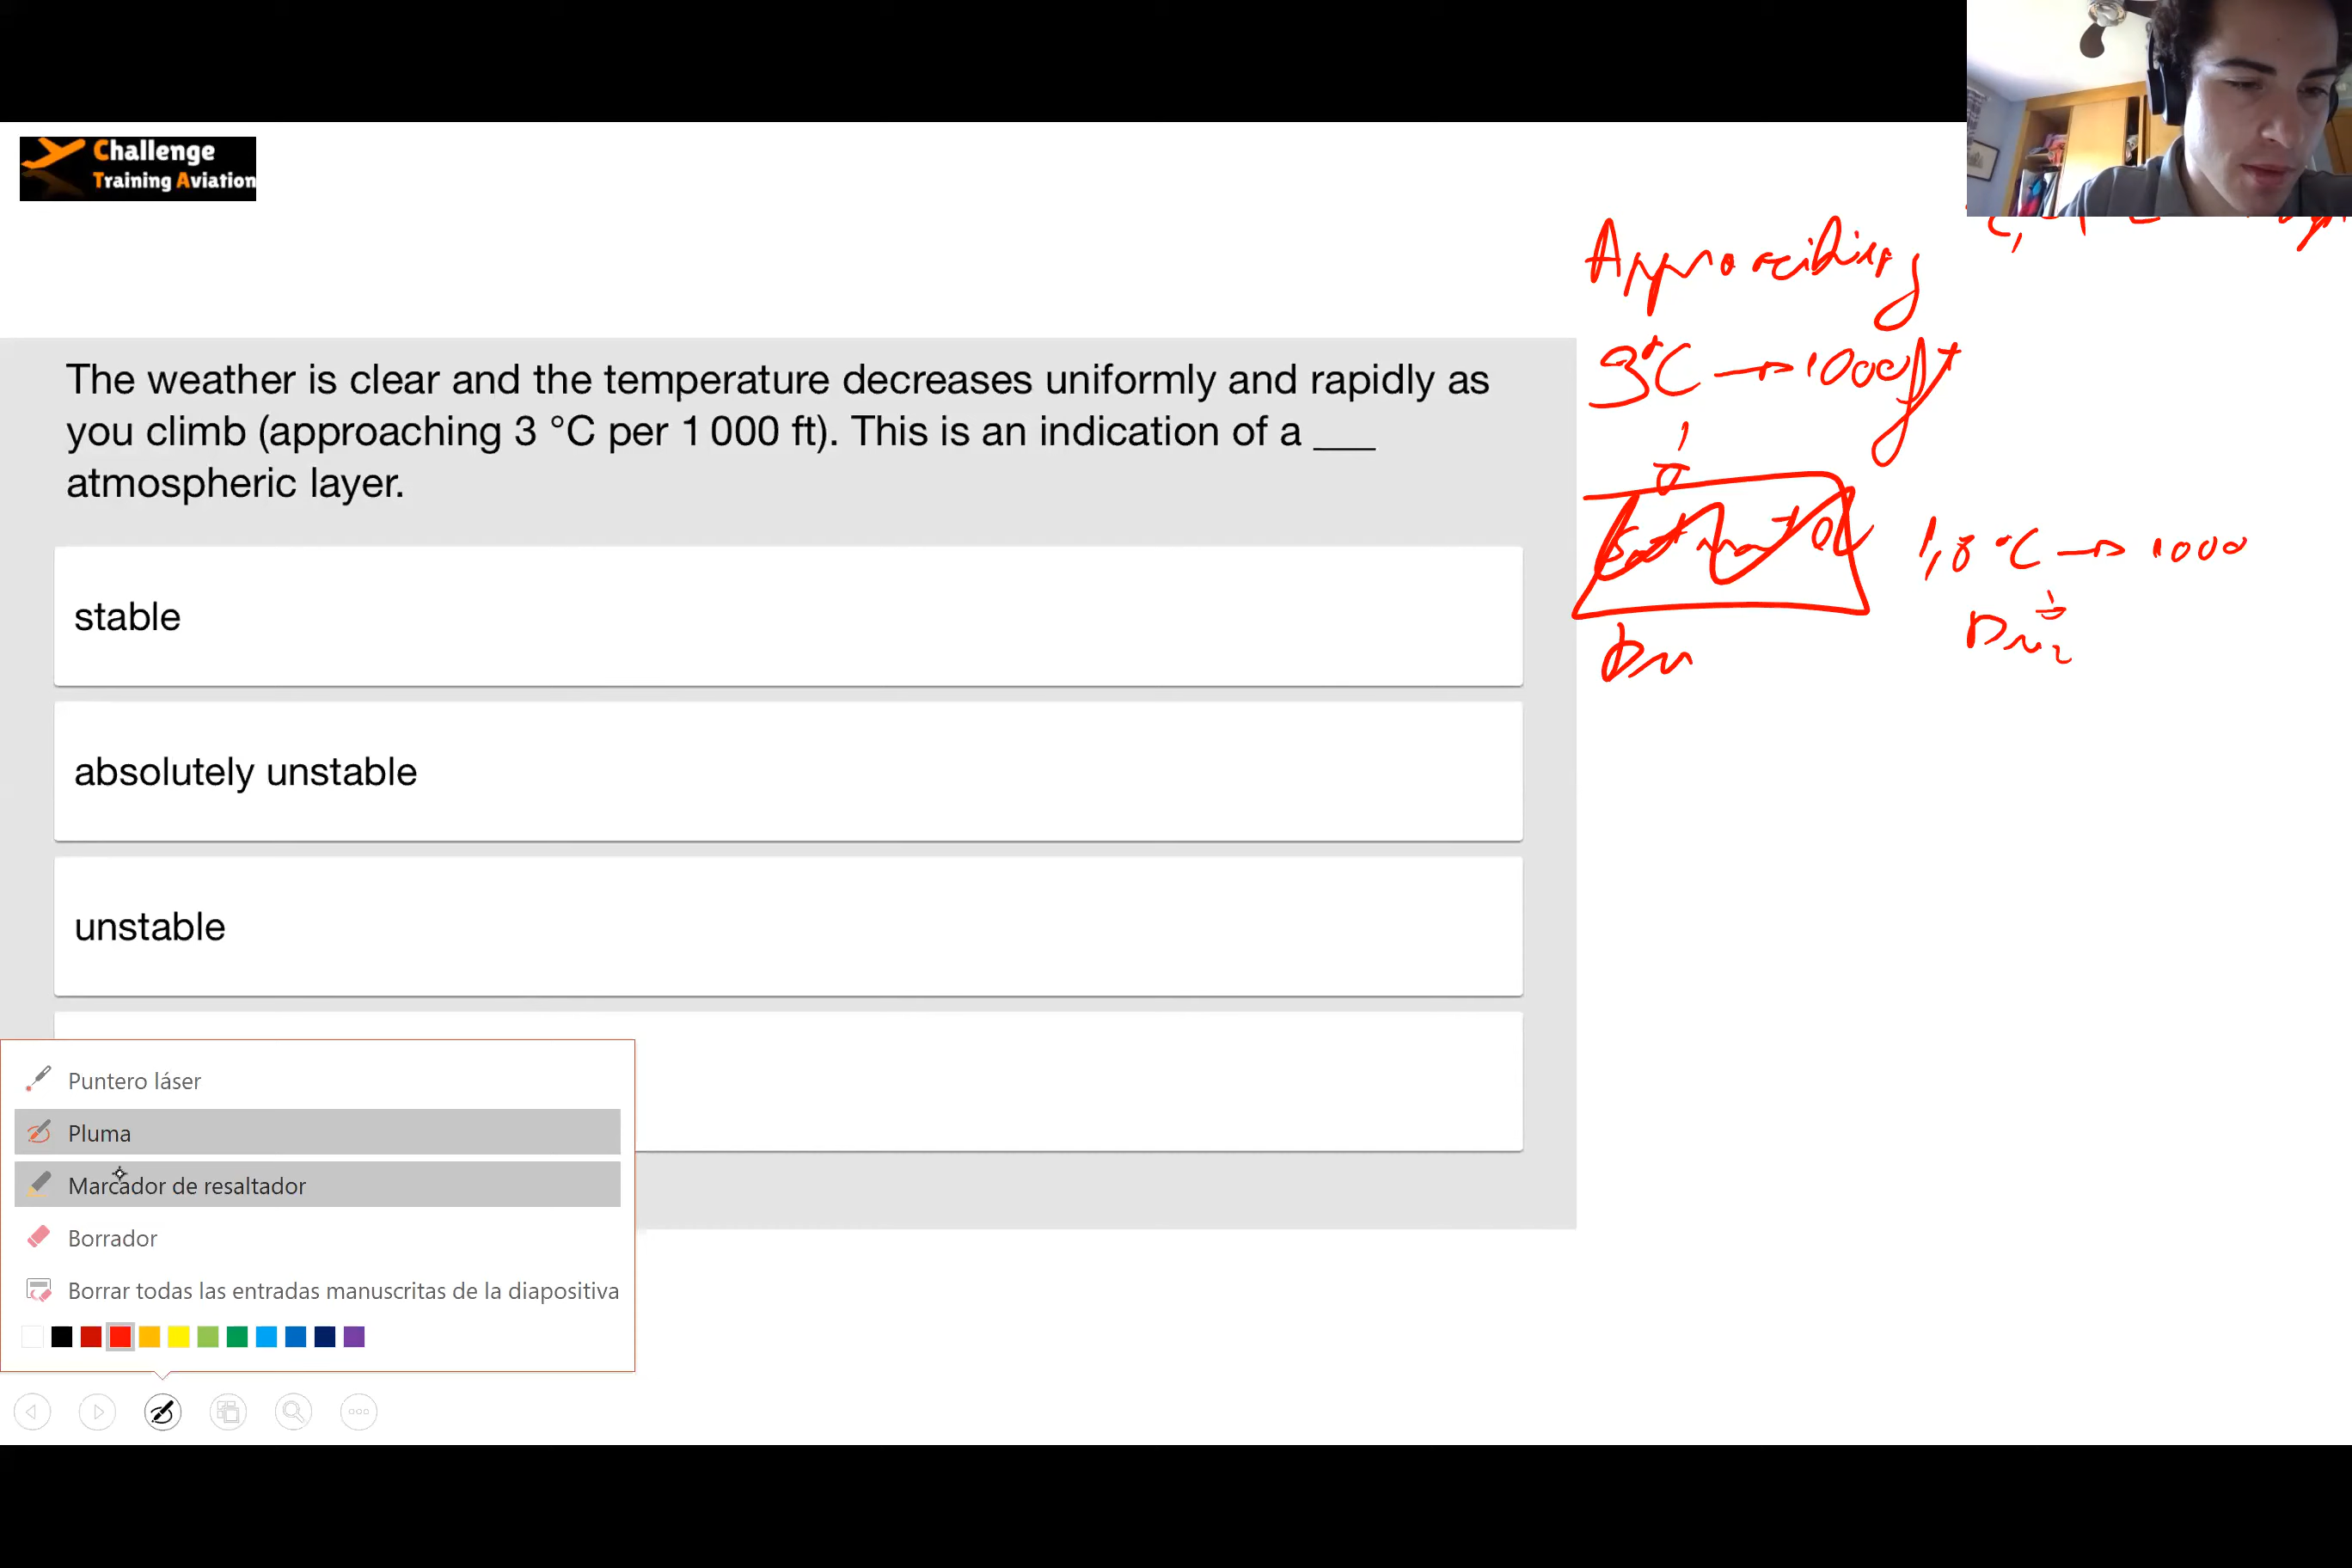 Challenge
Training Aviation
Approaching
3°C → 1000ft
The weather is clear and the temperature decreases uniformly and rapidly as
you climb (approaching 3 °C per 1 000 ft). This is an indication of a ___
atmospheric layer.
1,8 °C → 1000
stable
absolutely unstable
unstable
Puntero láser
Pluma
Marcador de resaltador
Borrador
Borrar todas las entradas manuscritas de la diapositiva